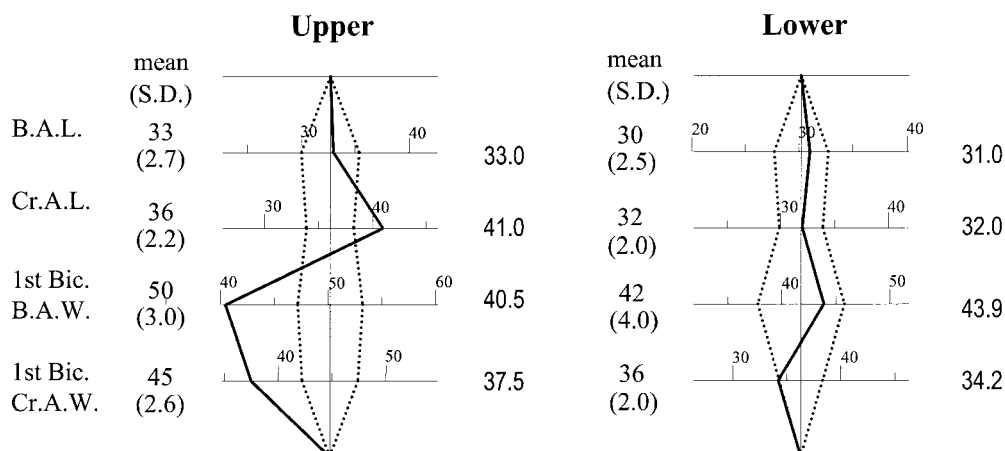 Upper Lower
mean mean
(S.D.) (S.D.)
B.A.L. 33 30 40 33.0 30 20 30 40 31.0
(2.7) (2.5)
Cr.A.L. 36 30 40 41.0 32 30 40 32.0
(2.2) (2.0)
1st Bic. 40 50 60 40 50
B.A.W. 50 40.5 42 43.9
(3.0) (4.0)
1st Bic. 45 40 50 37.5 36 30 40 34.2
Cr.A.W. (2.6) (2.0)